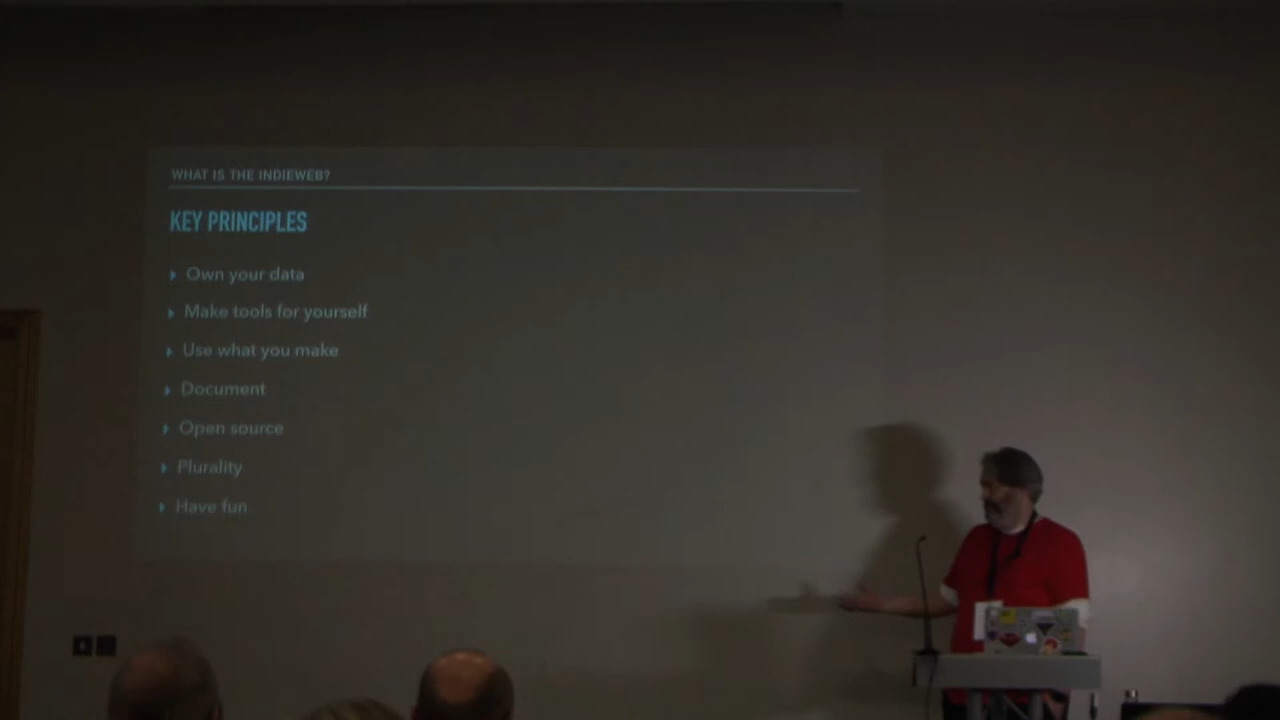 WHAT IS THE INDIEWEB?
KEY PRINCIPLES
Own your data
Make tools for yourself
Use what you make
Document
Open source
Plurality
Have fun